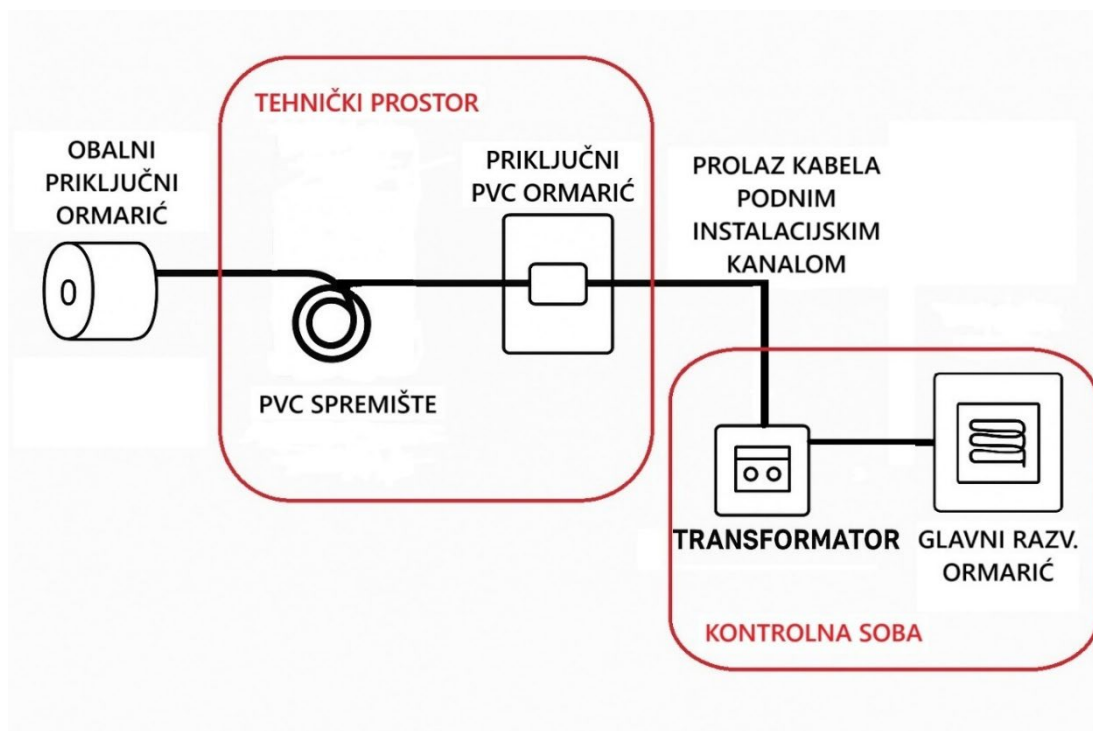 TEHNIČKI PROSTOR
OBALNI
PRIKLJUČNI
ORMARIĆ
PRIKLJUČNI
PVC ORMARIĆ
PROLAZ KABELA
PODNIM
INSTALACIJSKIM
KANALOM
PVC SPREMIŠTE
TRANSFORMATOR
GLAVNI RAZV.
ORMARIĆ
KONTROLNA SOBA